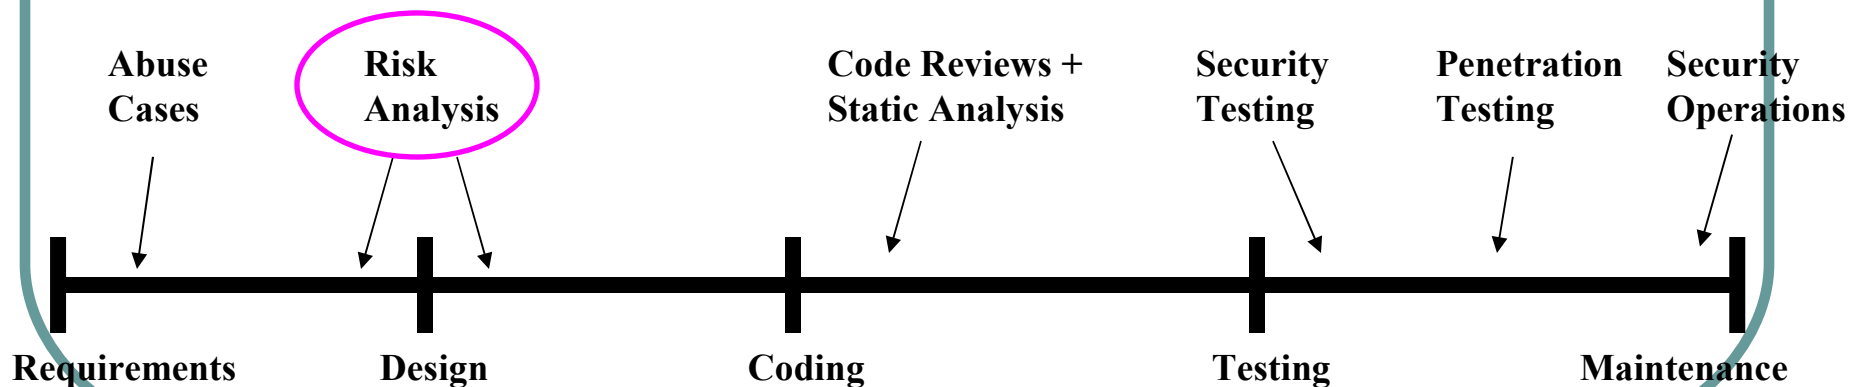 Abuse
Cases
Risk
Analysis
Code Reviews +
Static Analysis
Security
Testing
Penetration
Testing
Security
Operations
Requirements
Design
Coding
Testing
Maintenance